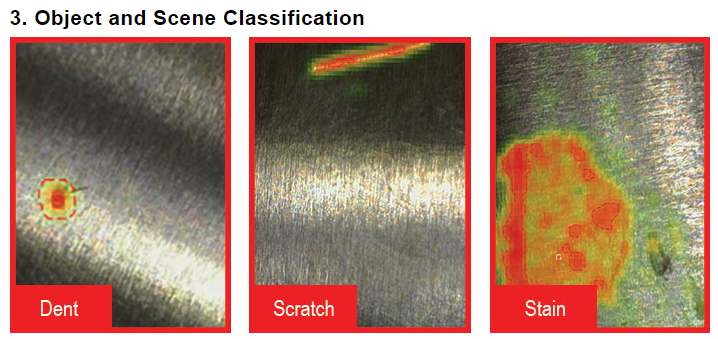 3. Object and Scene Classification
Dent
Scratch
Stain